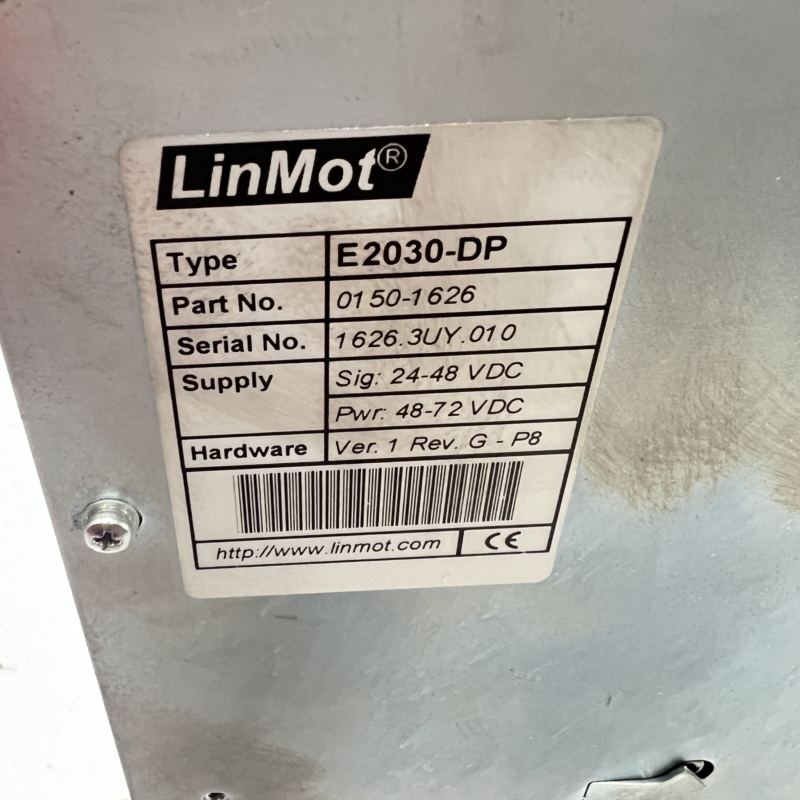 LinMot®
Type E2030-DP
Part No. 0150-1626
Serial No. 1626.3UY.010
Supply Sig: 24-48 VDC
Pwr: 48-72 VDC
Hardware Ver. 1 Rev. G - P8
http://www.linmot.com CE